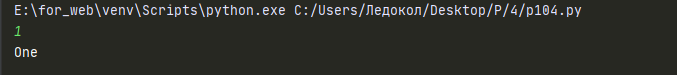 E:\for_web\venv\Scripts\python.exe C:/Users/Ледокол/Desktop/P/4/p104.py
1
One